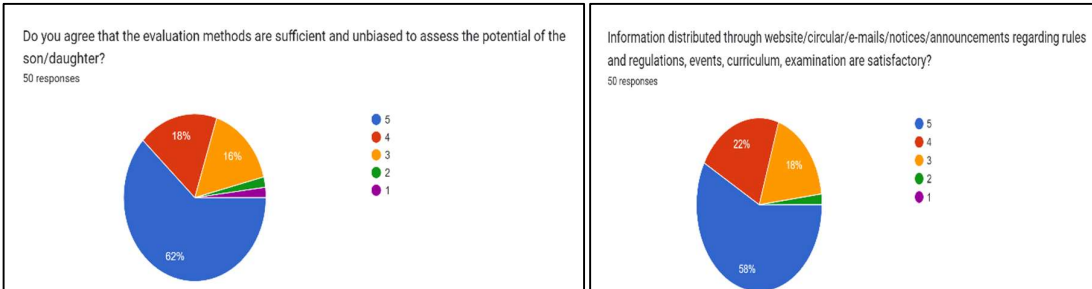 Do you agree that the evaluation methods are sufficient and unbiased to assess the potential of the
son/daughter?
50 responses
18%
16%
62%
5
4
3
2
1
Information distributed through website/circular/e-mails/notices/announcements regarding rules
and regulations, events, curriculum, examination are satisfactory?
50 responses
22%
18%
58%
5
4
3
2
1